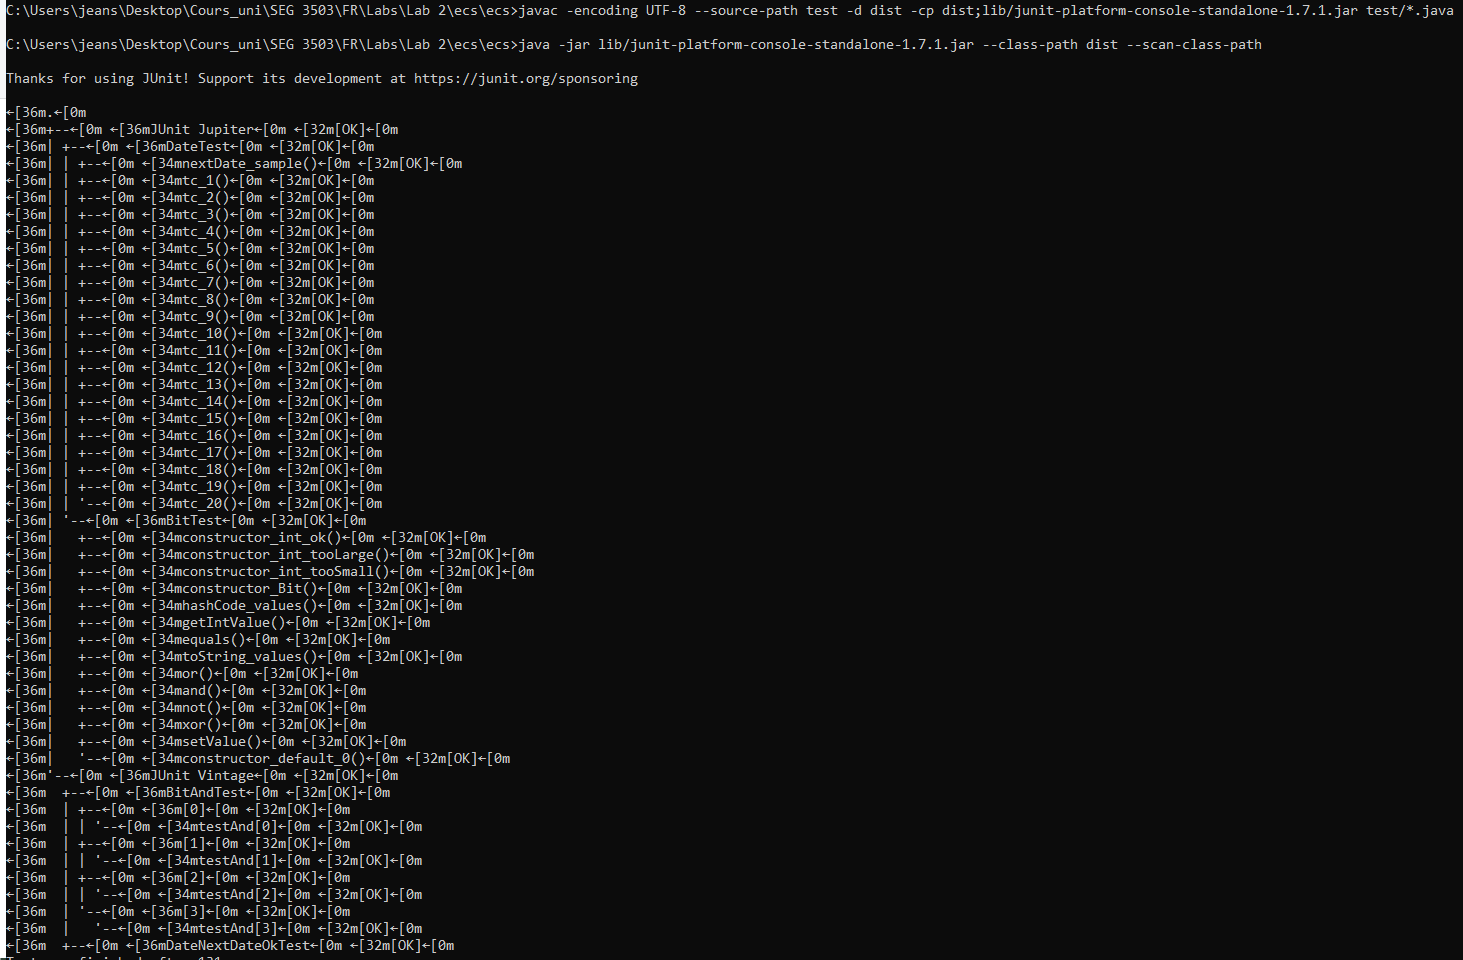 C:\Users\jeans\Desktop\Cours_uni\SEG 3503\FR\Labs\Lab 2\ecs\ecs>javac -encoding UTF-8 --source-path test -d dist -cp dist;lib/junit-platform-console-standalone-1.7.1.jar test/*.java
C:\Users\jeans\Desktop\Cours_uni\SEG 3503\FR\Labs\Lab 2\ecs\ecs>java -jar lib/junit-platform-console-standalone-1.7.1.jar --class-path dist --scan-class-path
Thanks for using JUnit! Support its development at https://junit.org/sponsoring
←[36m.←[0m
←[36m+--←[0m ←[36mJUnit Jupiter←[0m ←[32m[OK]←[0m
←[36m| +--←[0m ←[36mDateTest←[0m ←[32m[OK]←[0m
←[36m| | +--←[0m ←[34mnextDate_sample()←[0m ←[32m[OK]←[0m
←[36m| | +--←[0m ←[34mtc_1()←[0m ←[32m[OK]←[0m
←[36m| | +--←[0m ←[34mtc_2()←[0m ←[32m[OK]←[0m
←[36m| | +--←[0m ←[34mtc_3()←[0m ←[32m[OK]←[0m
←[36m| | +--←[0m ←[34mtc_4()←[0m ←[32m[OK]←[0m
←[36m| | +--←[0m ←[34mtc_5()←[0m ←[32m[OK]←[0m
←[36m| | +--←[0m ←[34mtc_6()←[0m ←[32m[OK]←[0m
←[36m| | +--←[0m ←[34mtc_7()←[0m ←[32m[OK]←[0m
←[36m| | +--←[0m ←[34mtc_8()←[0m ←[32m[OK]←[0m
←[36m| | +--←[0m ←[34mtc_9()←[0m ←[32m[OK]←[0m
←[36m| | +--←[0m ←[34mtc_10()←[0m ←[32m[OK]←[0m
←[36m| | +--←[0m ←[34mtc_11()←[0m ←[32m[OK]←[0m
←[36m| | +--←[0m ←[34mtc_12()←[0m ←[32m[OK]←[0m
←[36m| | +--←[0m ←[34mtc_13()←[0m ←[32m[OK]←[0m
←[36m| | +--←[0m ←[34mtc_14()←[0m ←[32m[OK]←[0m
←[36m| | +--←[0m ←[34mtc_15()←[0m ←[32m[OK]←[0m
←[36m| | +--←[0m ←[34mtc_16()←[0m ←[32m[OK]←[0m
←[36m| | +--←[0m ←[34mtc_17()←[0m ←[32m[OK]←[0m
←[36m| | +--←[0m ←[34mtc_18()←[0m ←[32m[OK]←[0m
←[36m| | +--←[0m ←[34mtc_19()←[0m ←[32m[OK]←[0m
←[36m| | '--←[0m ←[34mtc_20()←[0m ←[32m[OK]←[0m
←[36m| '--←[0m ←[36mBitTest←[0m ←[32m[OK]←[0m
←[36m|   +--←[0m ←[34mconstructor_int_ok()←[0m ←[32m[OK]←[0m
←[36m|   +--←[0m ←[34mconstructor_int_tooLarge()←[0m ←[32m[OK]←[0m
←[36m|   +--←[0m ←[34mconstructor_int_tooSmall()←[0m ←[32m[OK]←[0m
←[36m|   +--←[0m ←[34mconstructor_Bit()←[0m ←[32m[OK]←[0m
←[36m|   +--←[0m ←[34mhashCode_values()←[0m ←[32m[OK]←[0m
←[36m|   +--←[0m ←[34mgetIntValue()←[0m ←[32m[OK]←[0m
←[36m|   +--←[0m ←[34mequals()←[0m ←[32m[OK]←[0m
←[36m|   +--←[0m ←[34mtoString_values()←[0m ←[32m[OK]←[0m
←[36m|   +--←[0m ←[34mor()←[0m ←[32m[OK]←[0m
←[36m|   +--←[0m ←[34mand()←[0m ←[32m[OK]←[0m
←[36m|   +--←[0m ←[34mnot()←[0m ←[32m[OK]←[0m
←[36m|   +--←[0m ←[34mxor()←[0m ←[32m[OK]←[0m
←[36m|   +--←[0m ←[34msetValue()←[0m ←[32m[OK]←[0m
←[36m|   '--←[0m ←[34mconstructor_default_0()←[0m ←[32m[OK]←[0m
←[36m'--←[0m ←[36mJUnit Vintage←[0m ←[32m[OK]←[0m
←[36m  +--←[0m ←[36mBitAndTest←[0m ←[32m[OK]←[0m
←[36m  | +--←[0m ←[36m[0]←[0m ←[32m[OK]←[0m
←[36m  | | '--←[0m ←[34mtestAnd[0]←[0m ←[32m[OK]←[0m
←[36m  | +--←[0m ←[36m[1]←[0m ←[32m[OK]←[0m
←[36m  | | '--←[0m ←[34mtestAnd[1]←[0m ←[32m[OK]←[0m
←[36m  | +--←[0m ←[36m[2]←[0m ←[32m[OK]←[0m
←[36m  | | '--←[0m ←[34mtestAnd[2]←[0m ←[32m[OK]←[0m
←[36m  | '--←[0m ←[36m[3]←[0m ←[32m[OK]←[0m
←[36m  |   '--←[0m ←[34mtestAnd[3]←[0m ←[32m[OK]←[0m
←[36m  +--←[0m ←[36mDateNextDateOkTest←[0m ←[32m[OK]←[0m